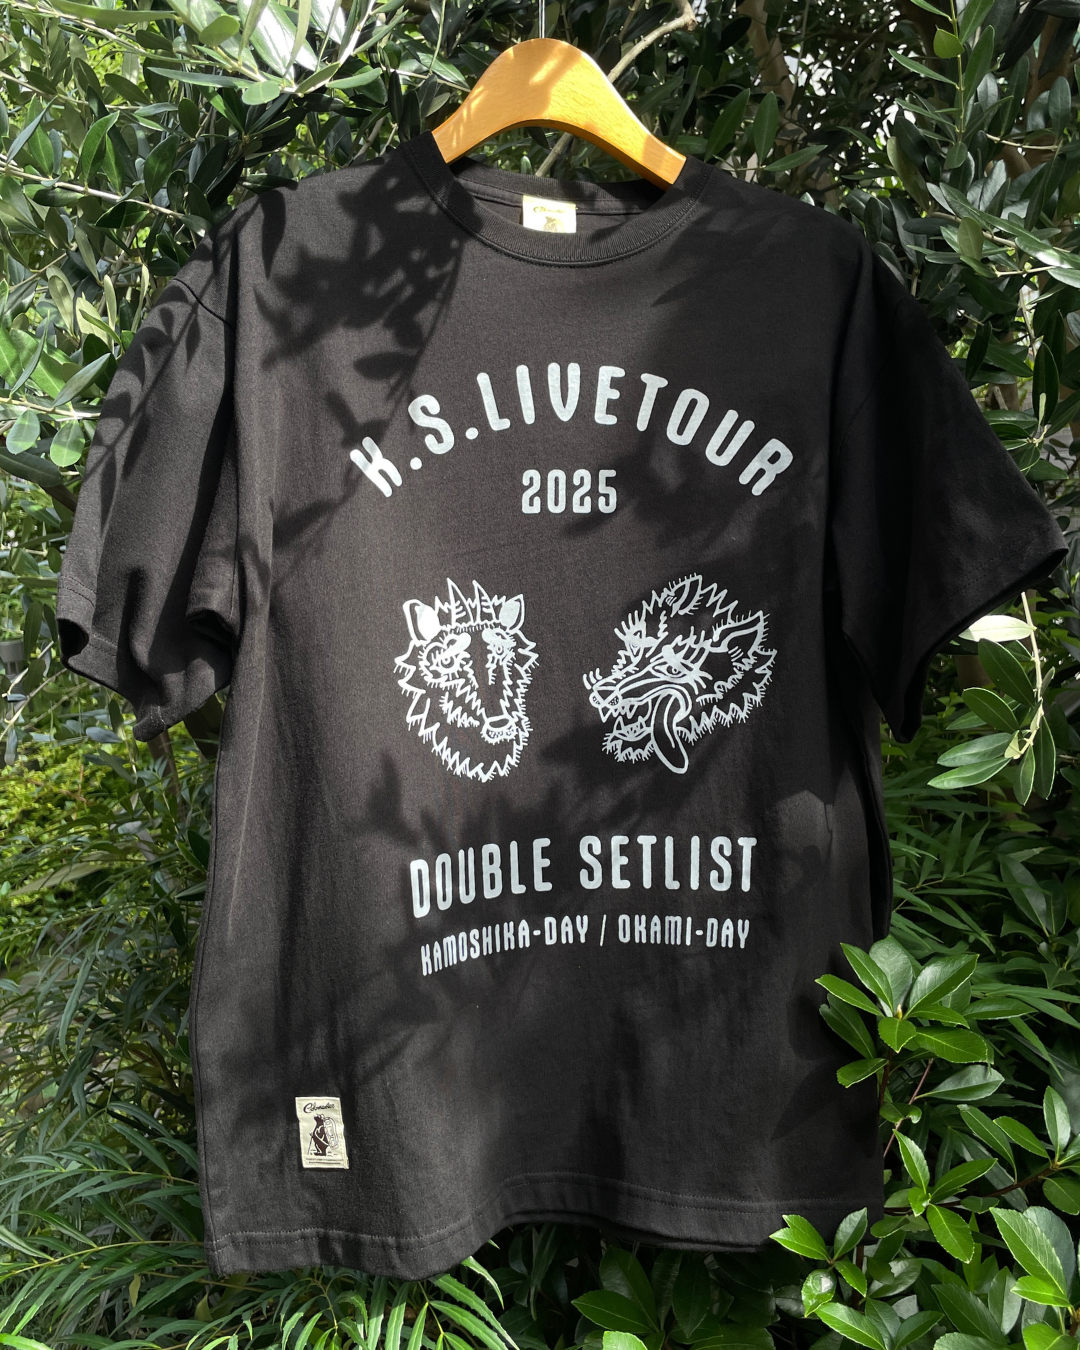 K.S.LIVETOUR
2025
DOUBLE SETLIST
KAMOSHIKA-DAY / OKAMI-DAY